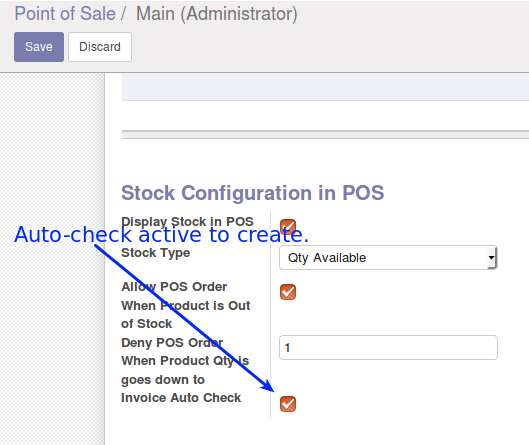 Point of Sale / Main (Administrator)
Save Discard
Stock Configuration in POS
Display Stock in POS
Auto-check active to create.
Stock Type
Qty Available
Allow POS Order
When Product is Out
of Stock
Deny POS Order
When Product Qty is
goes down to
1
Invoice Auto Check